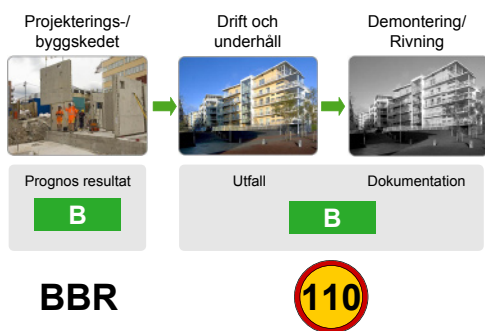 Projekterings-/
byggskedet
Drift och
underhåll
Demontering/
Rivning
Prognos resultat
B
Utfall
Dokumentation
B
BBR
110